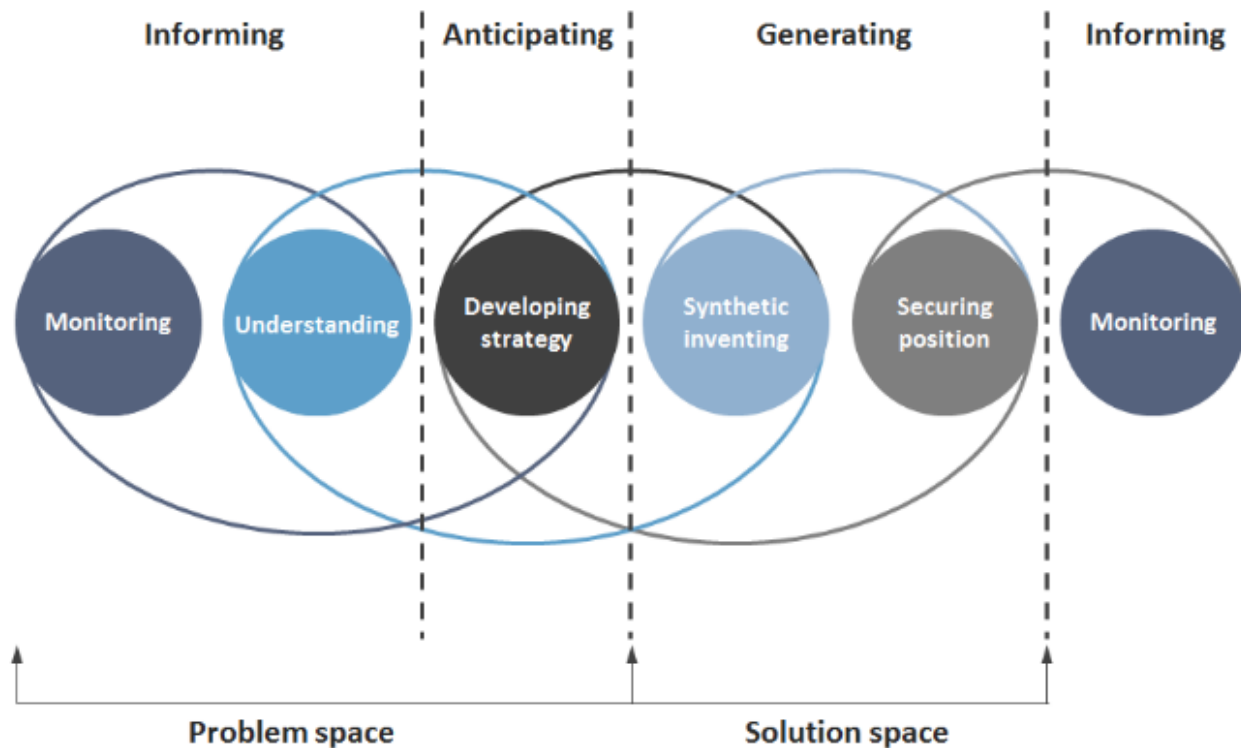 Informing
Anticipating
Generating
Informing
Monitoring
Understanding
Developing
strategy
Synthetic
inventing
Securing
position
Monitoring
Problem space
Solution space